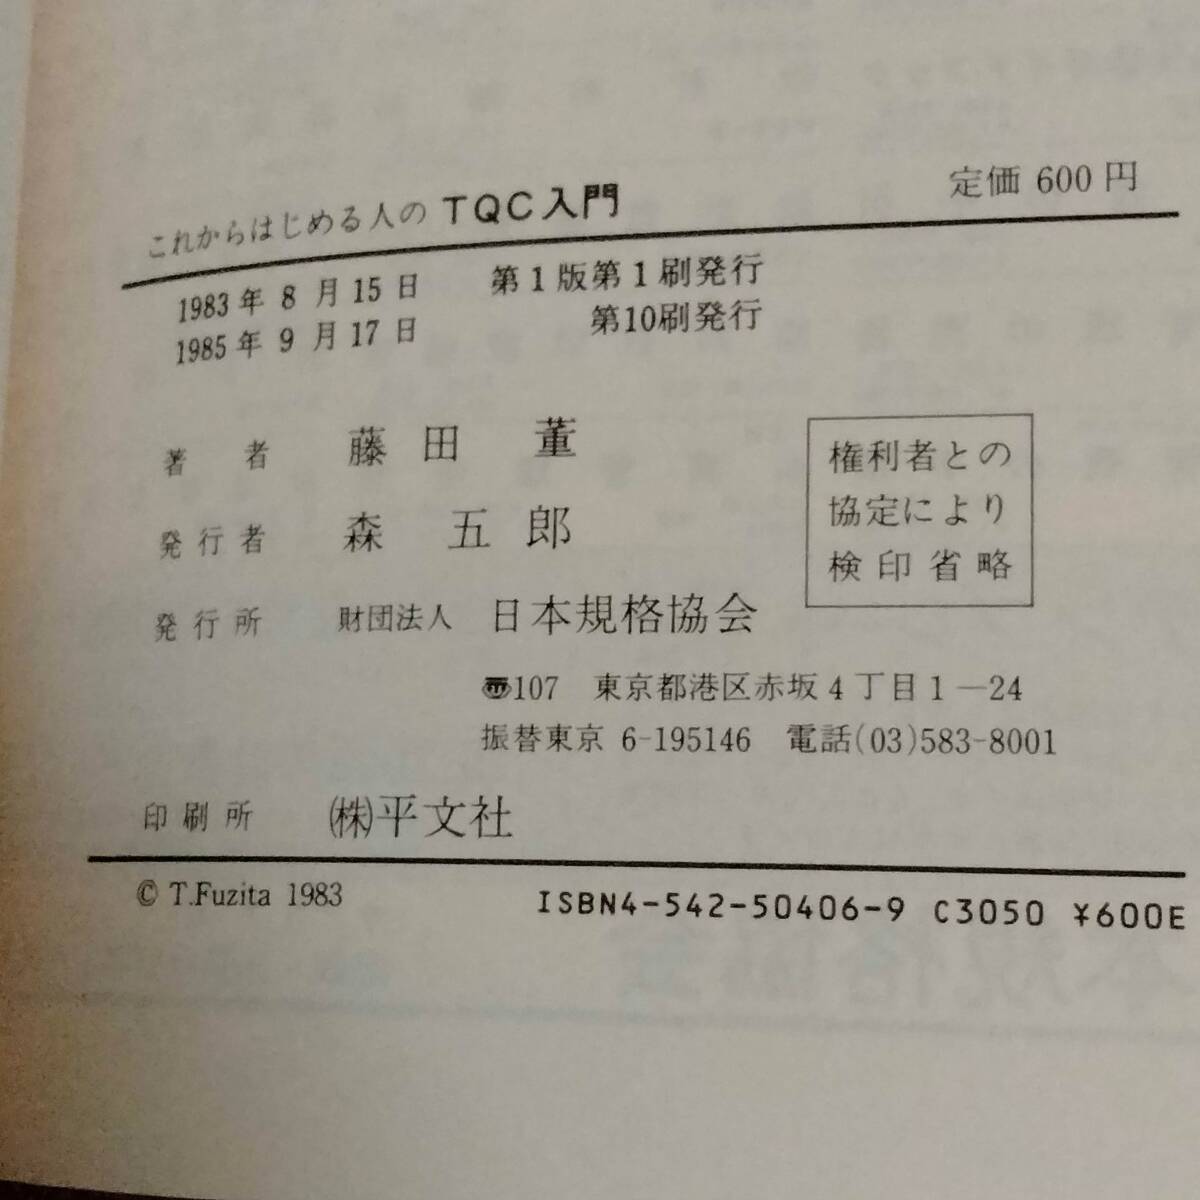 これからはじめる人の TQC入門 定価 600 円
1983年 8 月 15 日 第1版第1刷発行
1985年 9 月 17 日 第10刷発行
著 者 藤 田 董
発 行 者 森 五 郎
発 行 所 財団法人 日本規格協会
〠107 東京都港区赤坂 4 丁目 1 —24
振替東京 6-195146 電話(03)583-8001
権利者との
協定により
検印省略
印 刷 所 ㈱平文社
© T.Fuzita 1983 ISBN4-542-50406-9 C3050 ¥600E